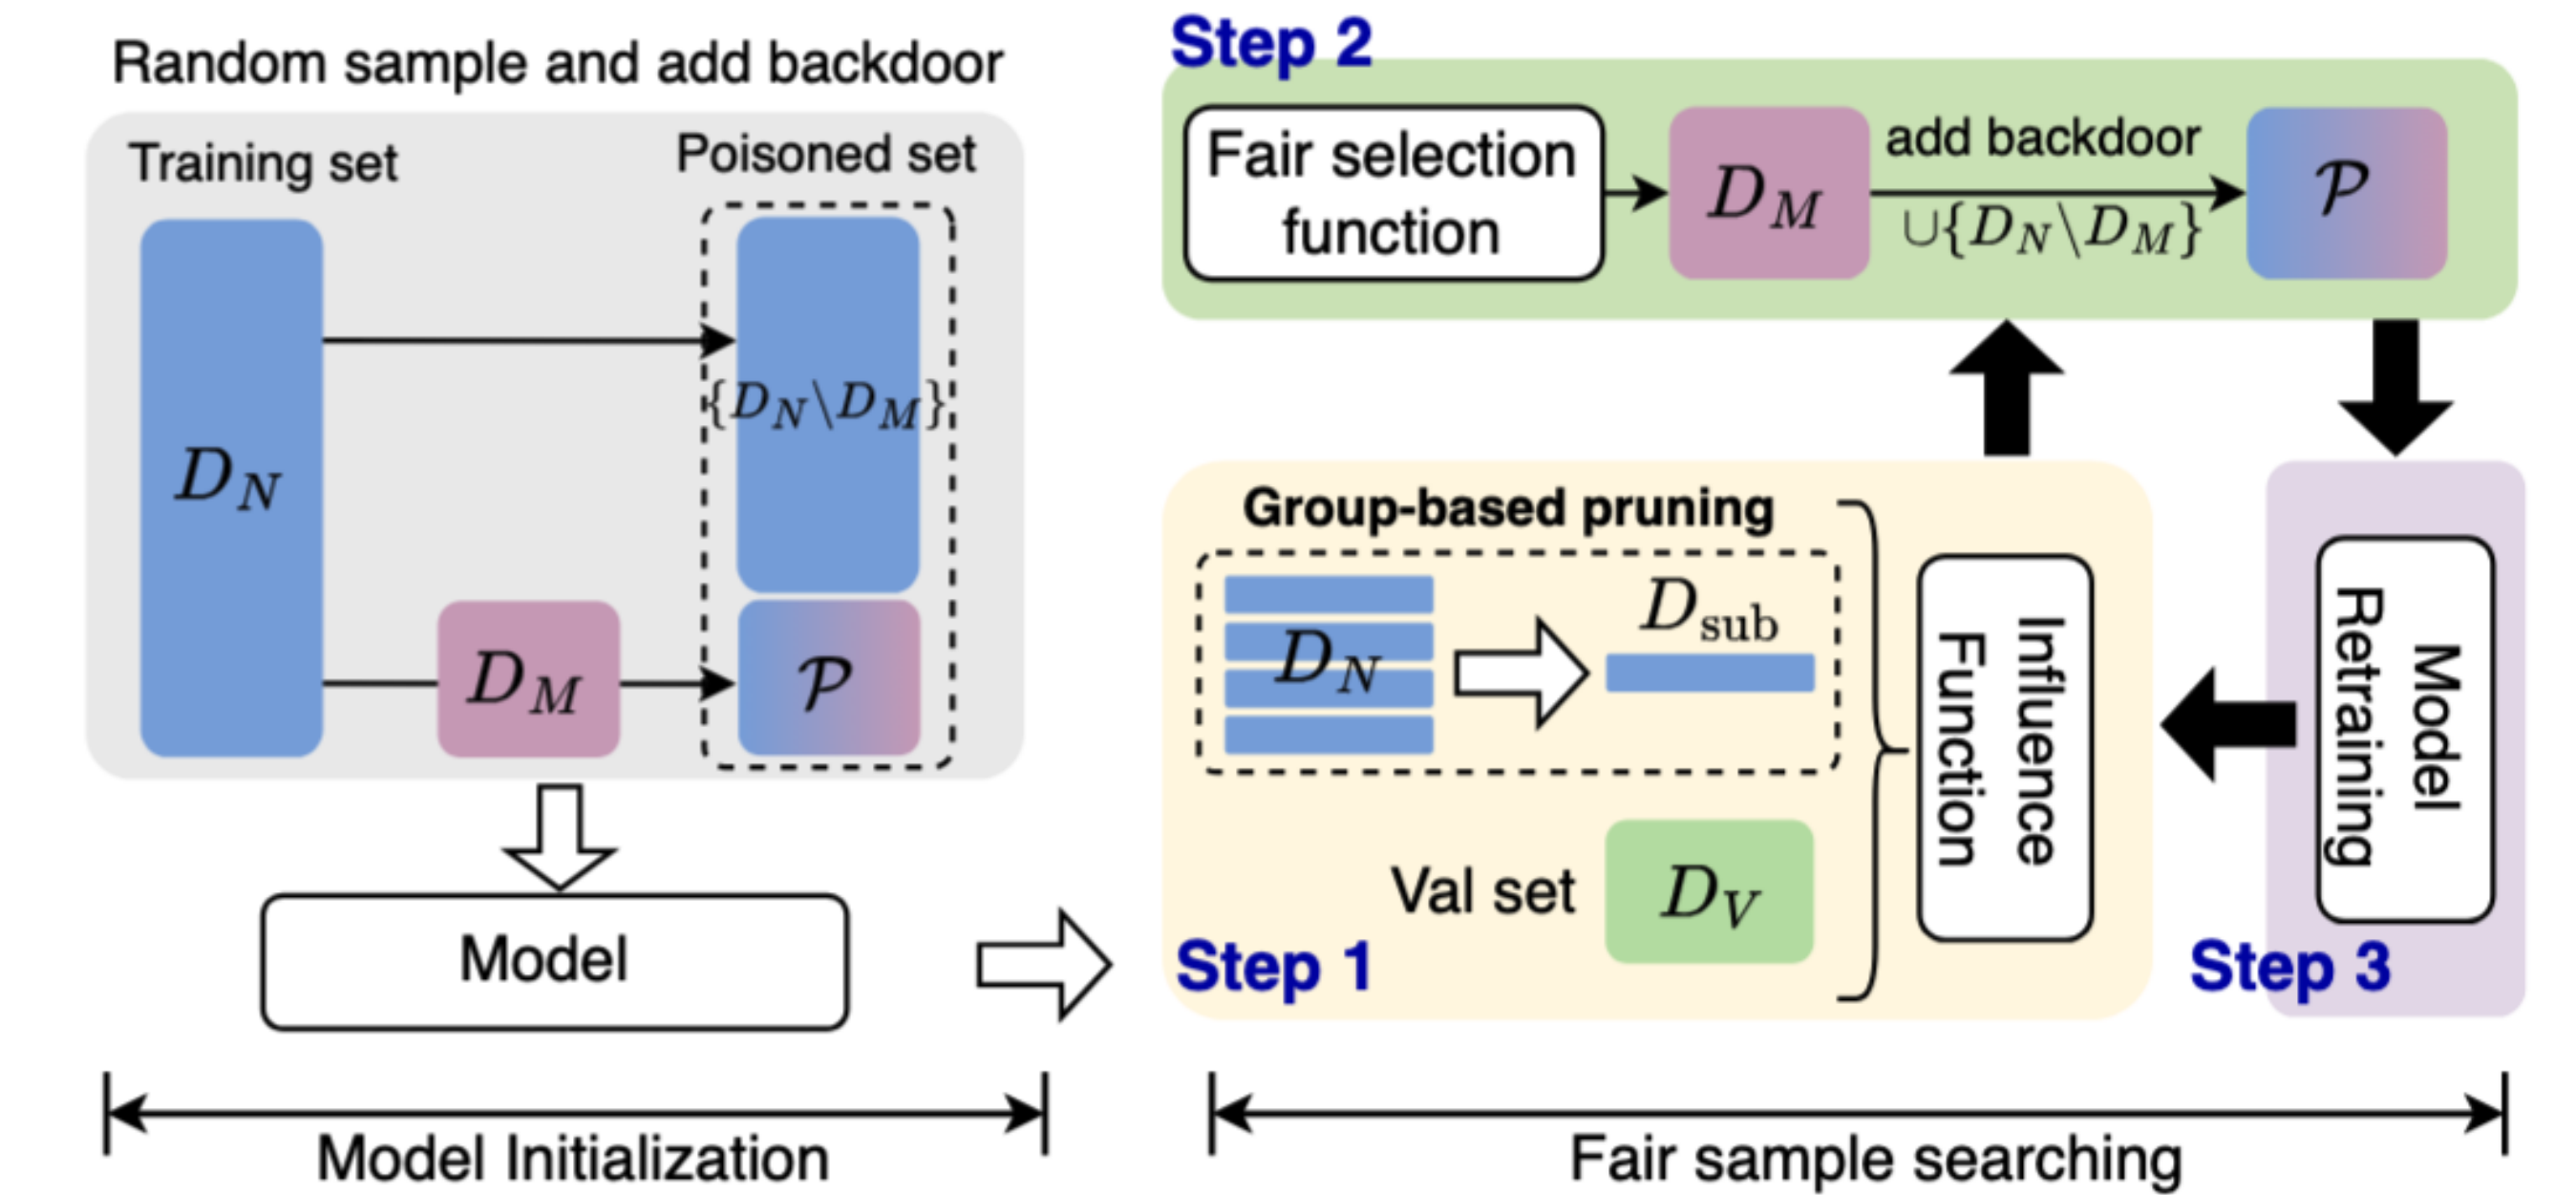 Random sample and add backdoor
Training set
Poisoned set
D_N
{D_N\D_M}
D_M
𝒫
Model
Model Initialization
Step 2
Fair selection
function
D_M
add backdoor
∪{D_N\D_M}
𝒫
Group-based pruning
D_N
D_sub
Val set
D_V
Influence
Function
Step 1
Model
Retraining
Step 3
Fair sample searching